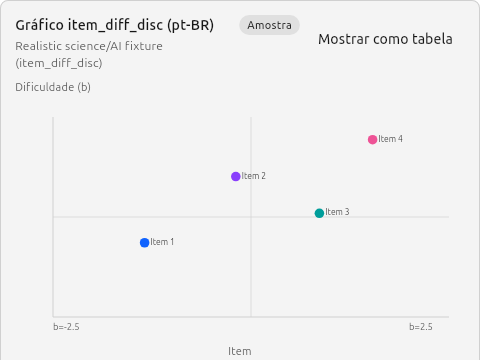 Gráfico item_diff_disc (pt-BR)
Amostra
Mostrar como tabela
Realistic science/AI fixture
(item_diff_disc)
Dificuldade (b)
Item 4
Item 2
Item 3
Item 1
b=-2.5
b=2.5
Item